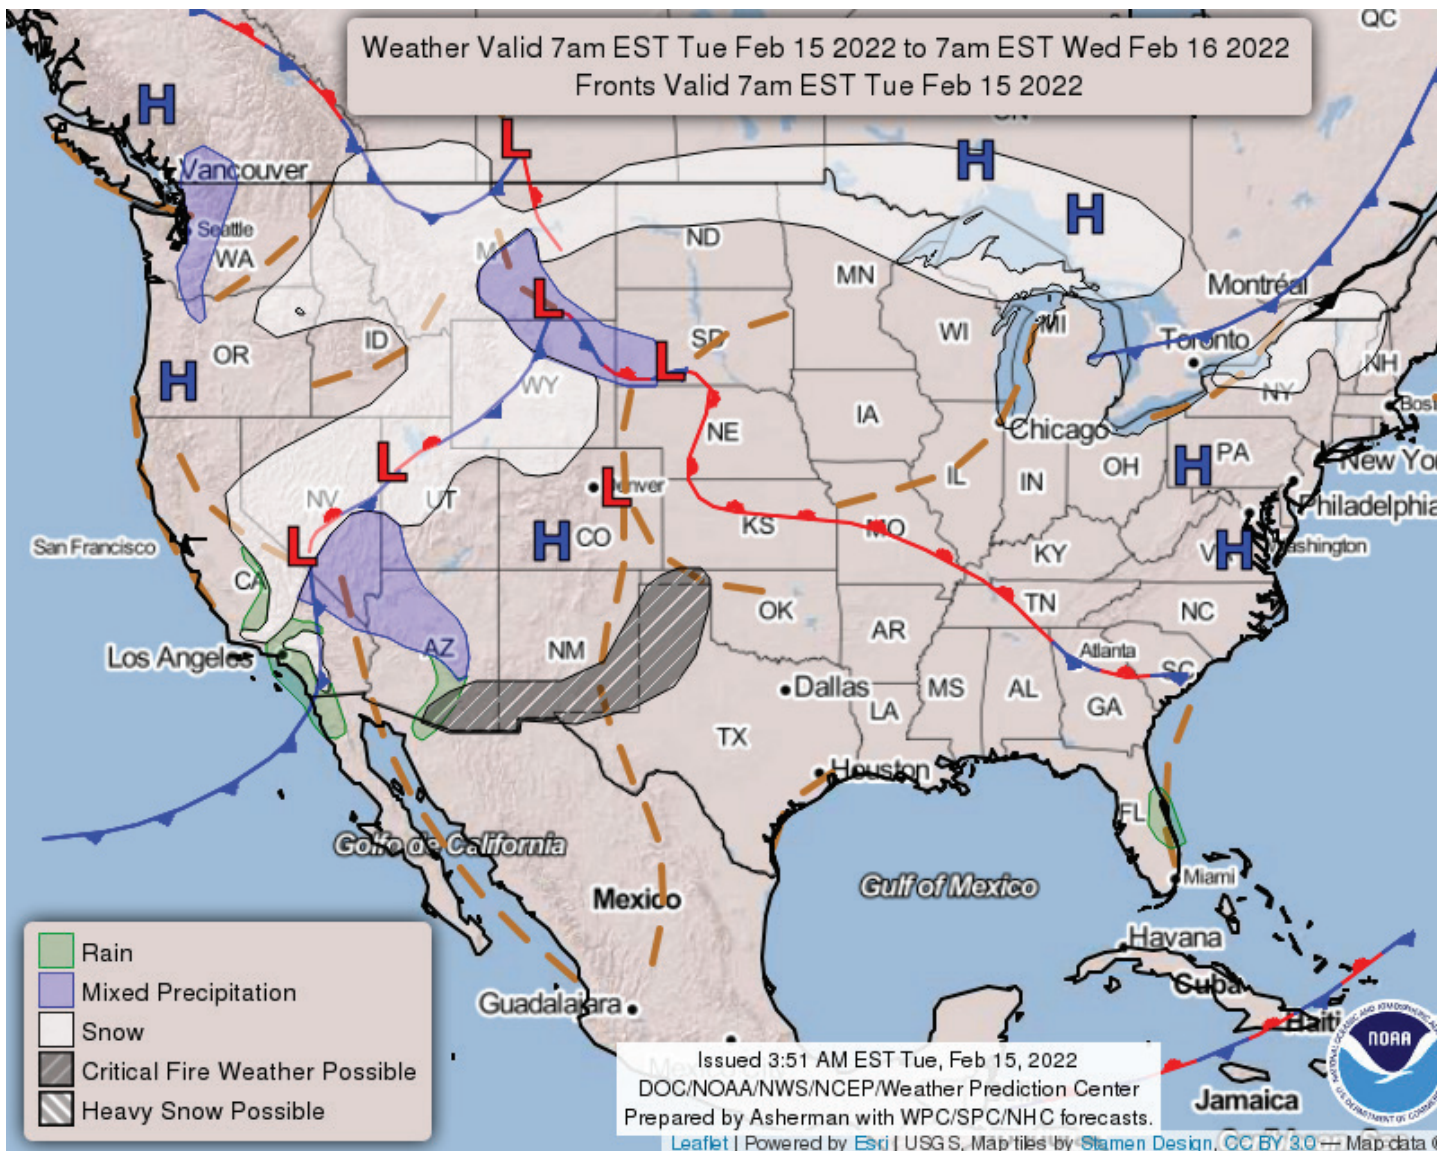 QC
Weather Valid 7am EST Tue Feb 15 2022 to 7am EST Wed Feb 16 2022
Fronts Valid 7am EST Tue Feb 15 2022
H
L
H
Vancouver
H
Seattle
WA
ND
MN
Montréal
L
WI
MI
Toronto
OR
ID
SD
NH
H
L
WY
NY
Bost
IA
NE
Chicago
PA
New Yo
L
OH
H
IL
IN
NV
UT
L
Denver
Philadelphia
KS
MO
San Francisco
L
H
CO
KY
H
Washington
CA
OK
TN
NC
AR
Los Angeles
AZ
NM
Atlanta
SC
Dallas
MS
AL
GA
LA
TX
Houston
FL
Golfo de California
Miami
Mexico
Gulf of Mexico
Havana
Cuba
Guadalajara
Haiti
NOAA
Jamaica
Rain
Mixed Precipitation
Snow
Critical Fire Weather Possible
Heavy Snow Possible
Issued 3:51 AM EST Tue, Feb 15, 2022
DOC/NOAA/NWS/NCEP/Weather Prediction Center
Prepared by Asherman with WPC/SPC/NHC forecasts.
Leaflet | Powered by Esri | USGS, Map tiles by Stamen Design, CC BY 3.0 — Map data ©